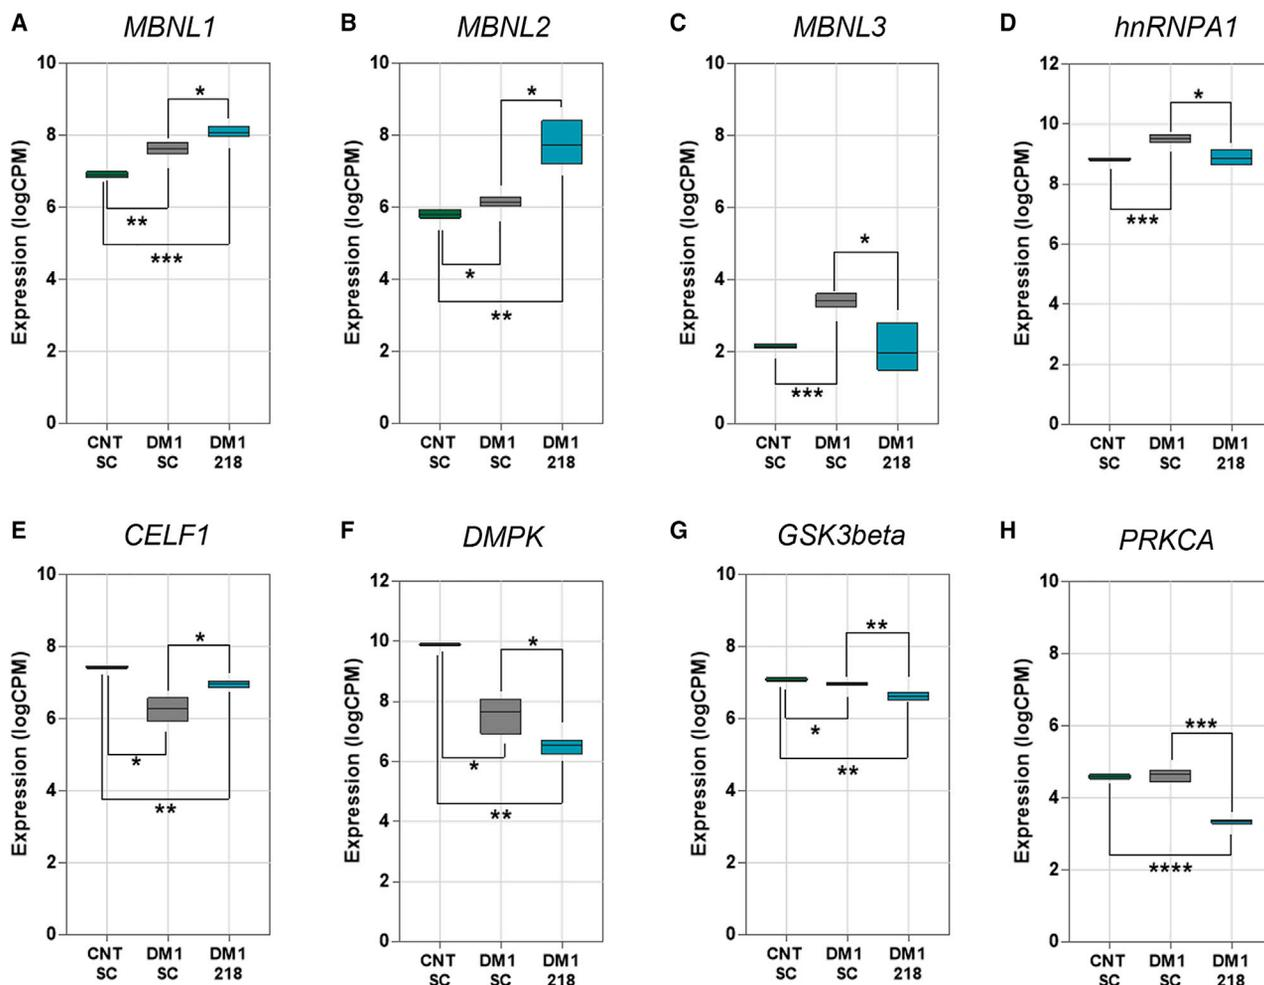 A MBNL1
Expression (logCPM)
10
8
6
4
2
0
*
**
***
CNT SC
DM1 SC
DM1 218
B MBNL2
Expression (logCPM)
10
8
6
4
2
0
*
*
**
CNT SC
DM1 SC
DM1 218
C MBNL3
Expression (logCPM)
10
8
6
4
2
0
*
***
CNT SC
DM1 SC
DM1 218
D hnRNPA1
Expression (logCPM)
12
10
8
6
4
2
0
*
***
CNT SC
DM1 SC
DM1 218
E CELF1
Expression (logCPM)
10
8
6
4
2
0
*
*
**
CNT SC
DM1 SC
DM1 218
F DMPK
Expression (logCPM)
12
10
8
6
4
2
0
*
*
**
CNT SC
DM1 SC
DM1 218
G GSK3beta
Expression (logCPM)
10
8
6
4
2
0
**
*
**
CNT SC
DM1 SC
DM1 218
H PRKCA
Expression (logCPM)
10
8
6
4
2
0
***
****
CNT SC
DM1 SC
DM1 218